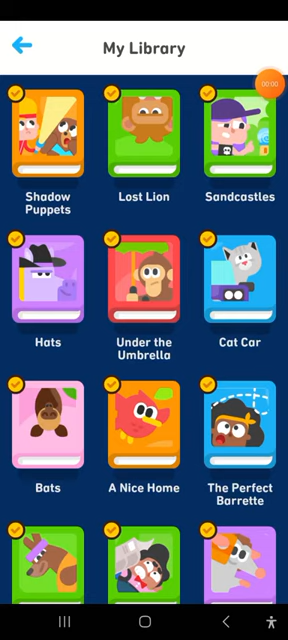 My Library
00:00
Shadow
Puppets
Lost Lion
Sandcastles
Hats
Under the
Umbrella
Cat Car
Bats
A Nice Home
The Perfect
Barrette